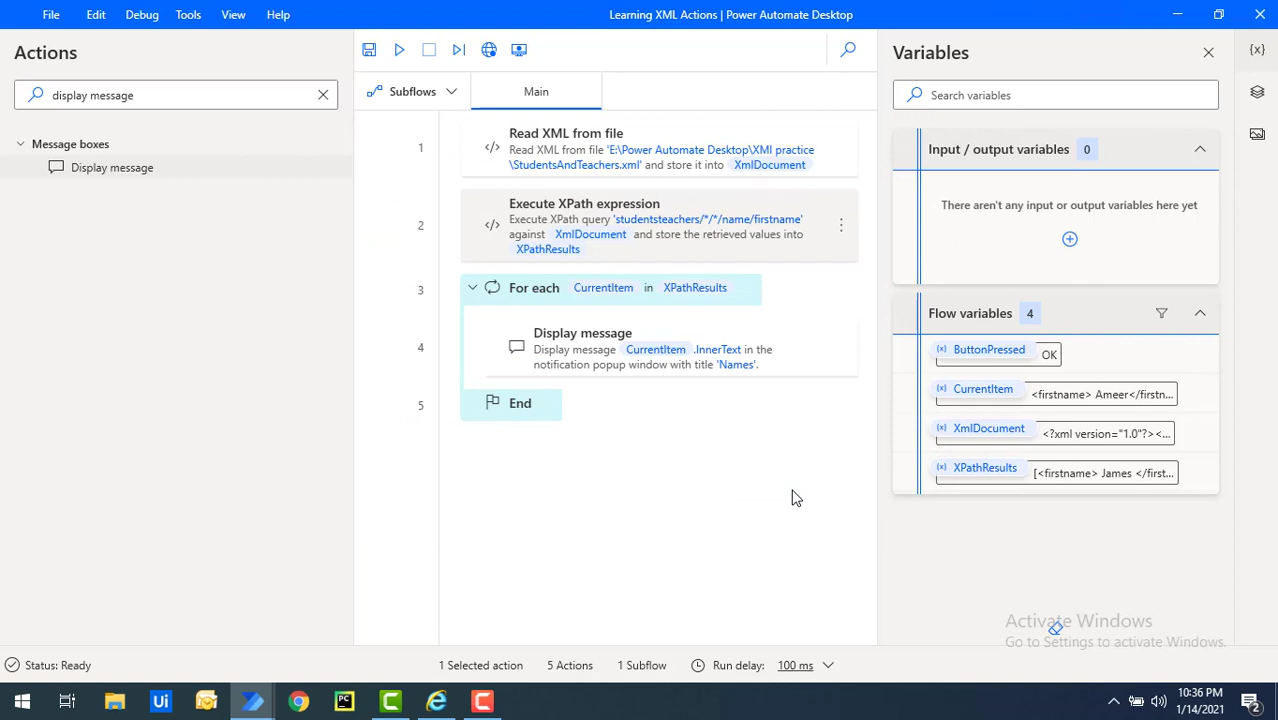 File Edit Debug Tools View Help
Learning XML Actions | Power Automate Desktop
Actions
display message
Message boxes
Display message
Subflows
Main
1
Read XML from file
Read XML from file 'E:\Power Automate Desktop\XMl practice
\StudentsAndTeachers.xml' and store it into XmlDocument
2
Execute XPath expression
Execute XPath query 'studentsteachers/*/*/name/firstname'
against XmlDocument and store the retrieved values into
XPathResults
3
For each CurrentItem in XPathResults
4
Display message
Display message CurrentItem .InnerText in the
notification popup window with title 'Names'.
5
End
Variables
{x}
Search variables
Input / output variables 0
There aren't any input or output variables here yet
Flow variables 4
(x) ButtonPressed OK
(x) CurrentItem <firstname> Ameer</firstn...
(x) XmlDocument <?xml version="1.0"?><...
(x) XPathResults [<firstname> James </first...
Activate Windows
Go to Settings to activate Windows.
Status: Ready
1 Selected action
5 Actions
1 Subflow
Run delay: 100 ms
Ui
PC
10:36 PM
1/14/2021
2